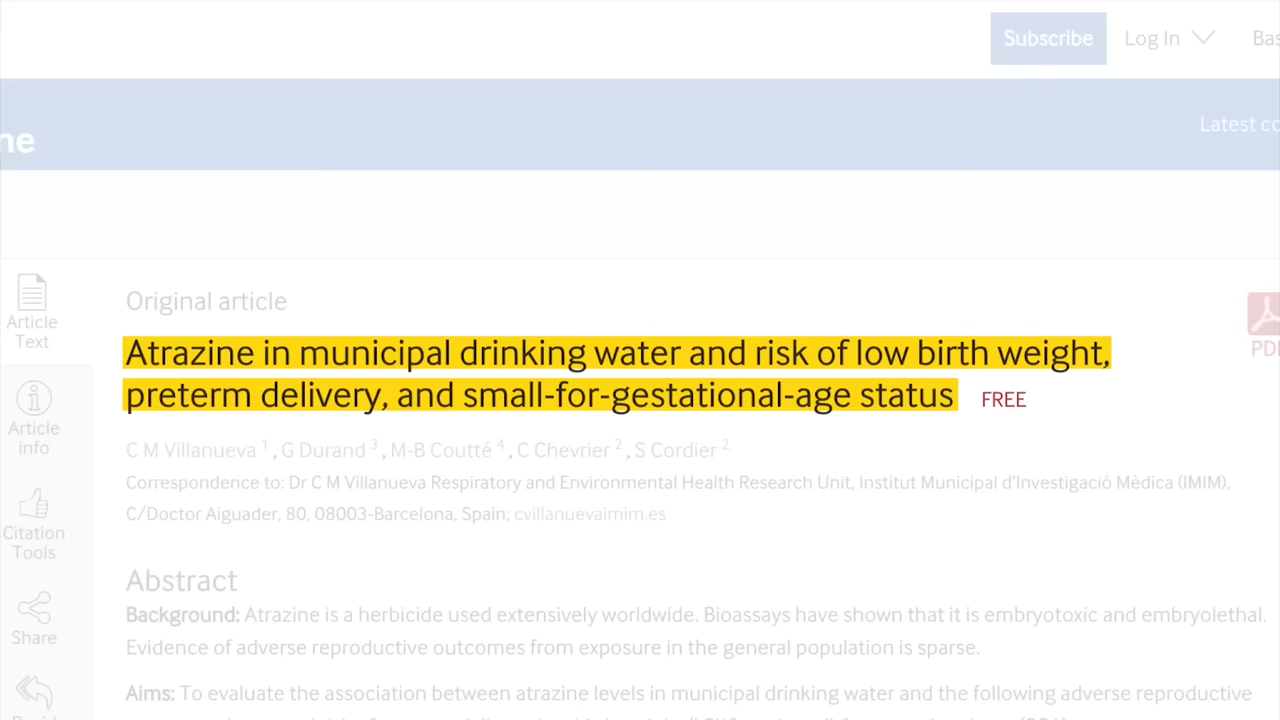 Subscribe Log In Bas
ne
Latest co
Original article
Article
Text
Atrazine in municipal drinking water and risk of low birth weight,
preterm delivery, and small-for-gestational-age status FREE
PDF
Article
info
C M Villanueva 1, G Durand 3, M-B Coutté 4, C Chevrier 2, S Cordier 2
Correspondence to: Dr C M Villanueva Respiratory and Environmental Health Research Unit, Institut Municipal d'Investigació Mèdica (IMIM),
C/Doctor Aiguader, 80, 08003-Barcelona, Spain; cvillanuevaimim.es
Citation
Tools
Abstract
Background: Atrazine is a herbicide used extensively worldwide. Bioassays have shown that it is embryotoxic and embryolethal.
Share
Evidence of adverse reproductive outcomes from exposure in the general population is sparse.
Aims: To evaluate the association between atrazine levels in municipal drinking water and the following adverse reproductive